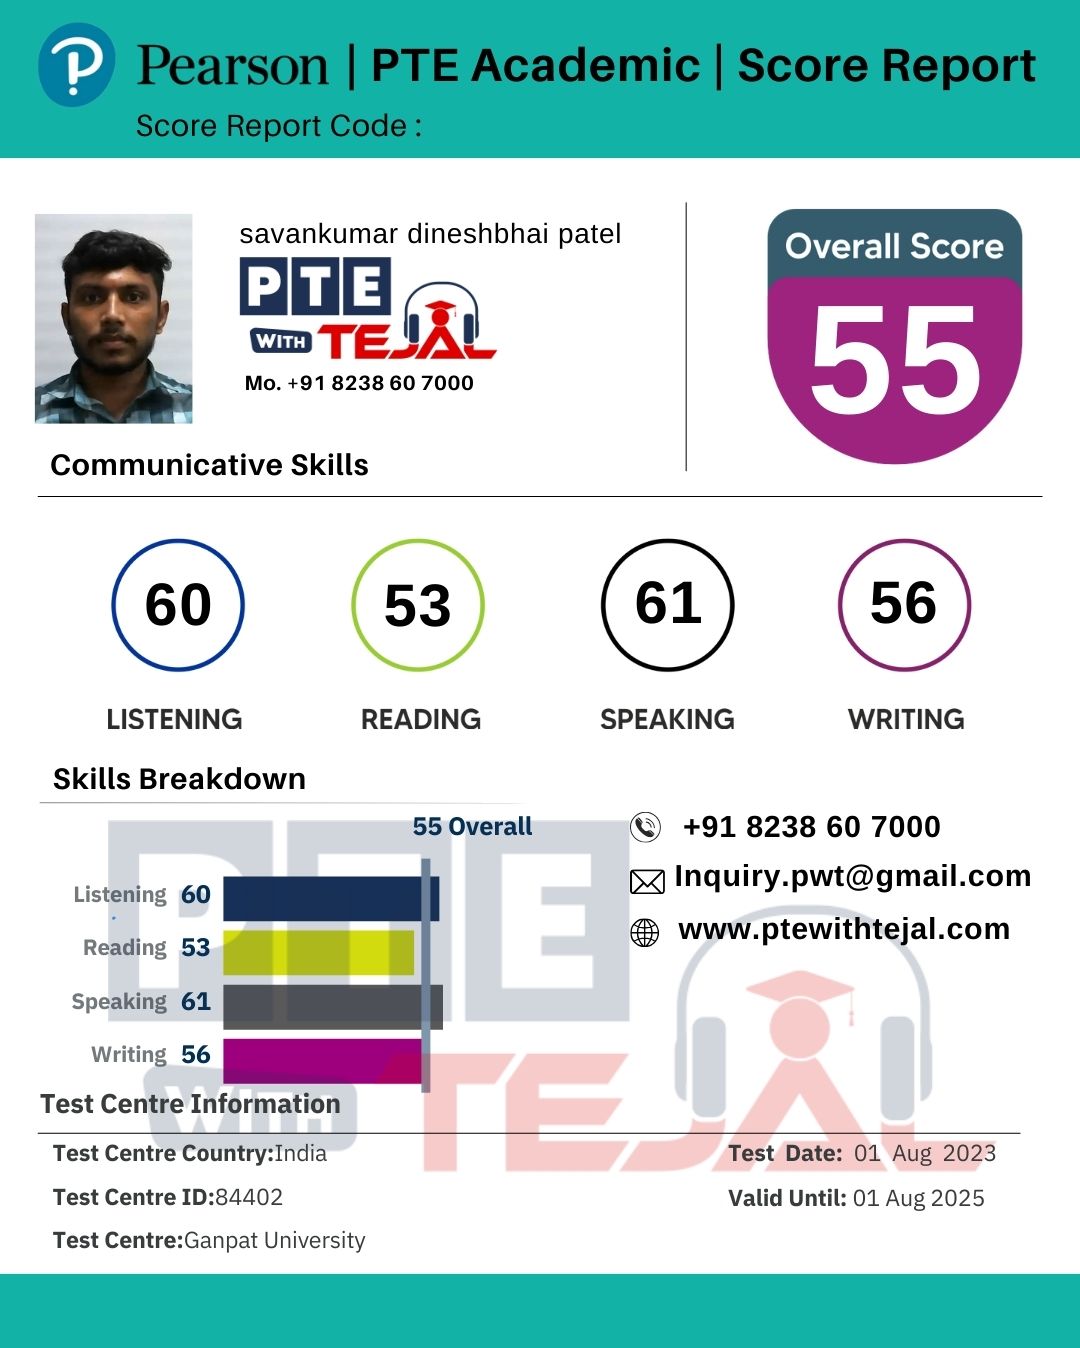 Pearson | PTE Academic | Score Report
Score Report Code :
savankumar dineshbhai patel
PTE
WITH TEJAL
Mo. +91 8238 60 7000
Overall Score
55
Communicative Skills
60 53 61 56
LISTENING READING SPEAKING WRITING
Skills Breakdown
55 Overall
Listening 60
Reading 53
Speaking 61
Writing 56
+91 8238 60 7000
Inquiry.pwt@gmail.com
www.ptewithtejal.com
PTE
WITH TEJAL
Test Centre Information
Test Centre Country:India
Test Centre ID:84402
Test Centre:Ganpat University
Test Date: 01 Aug 2023
Valid Until: 01 Aug 2025